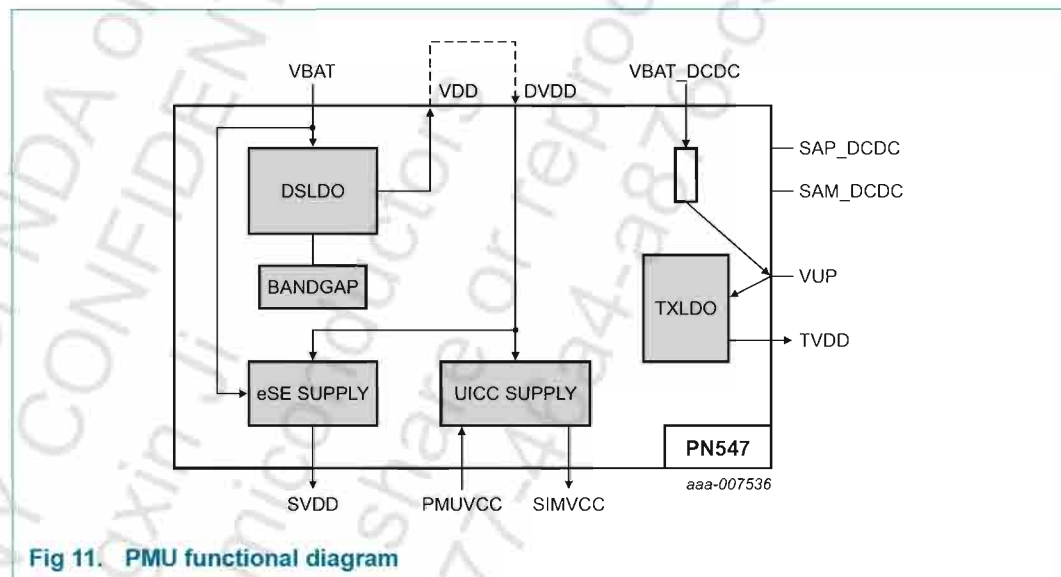 VBAT
VDD
DVDD
VBAT_DCDC
DSLDO
SAP_DCDC
SAM_DCDC
BANDGAP
VUP
TXLDO
TVDD
eSE SUPPLY
UICC SUPPLY
PN547
aaa-007536
SVDD
PMUVCC
SIMVCC
Fig 11. PMU functional diagram